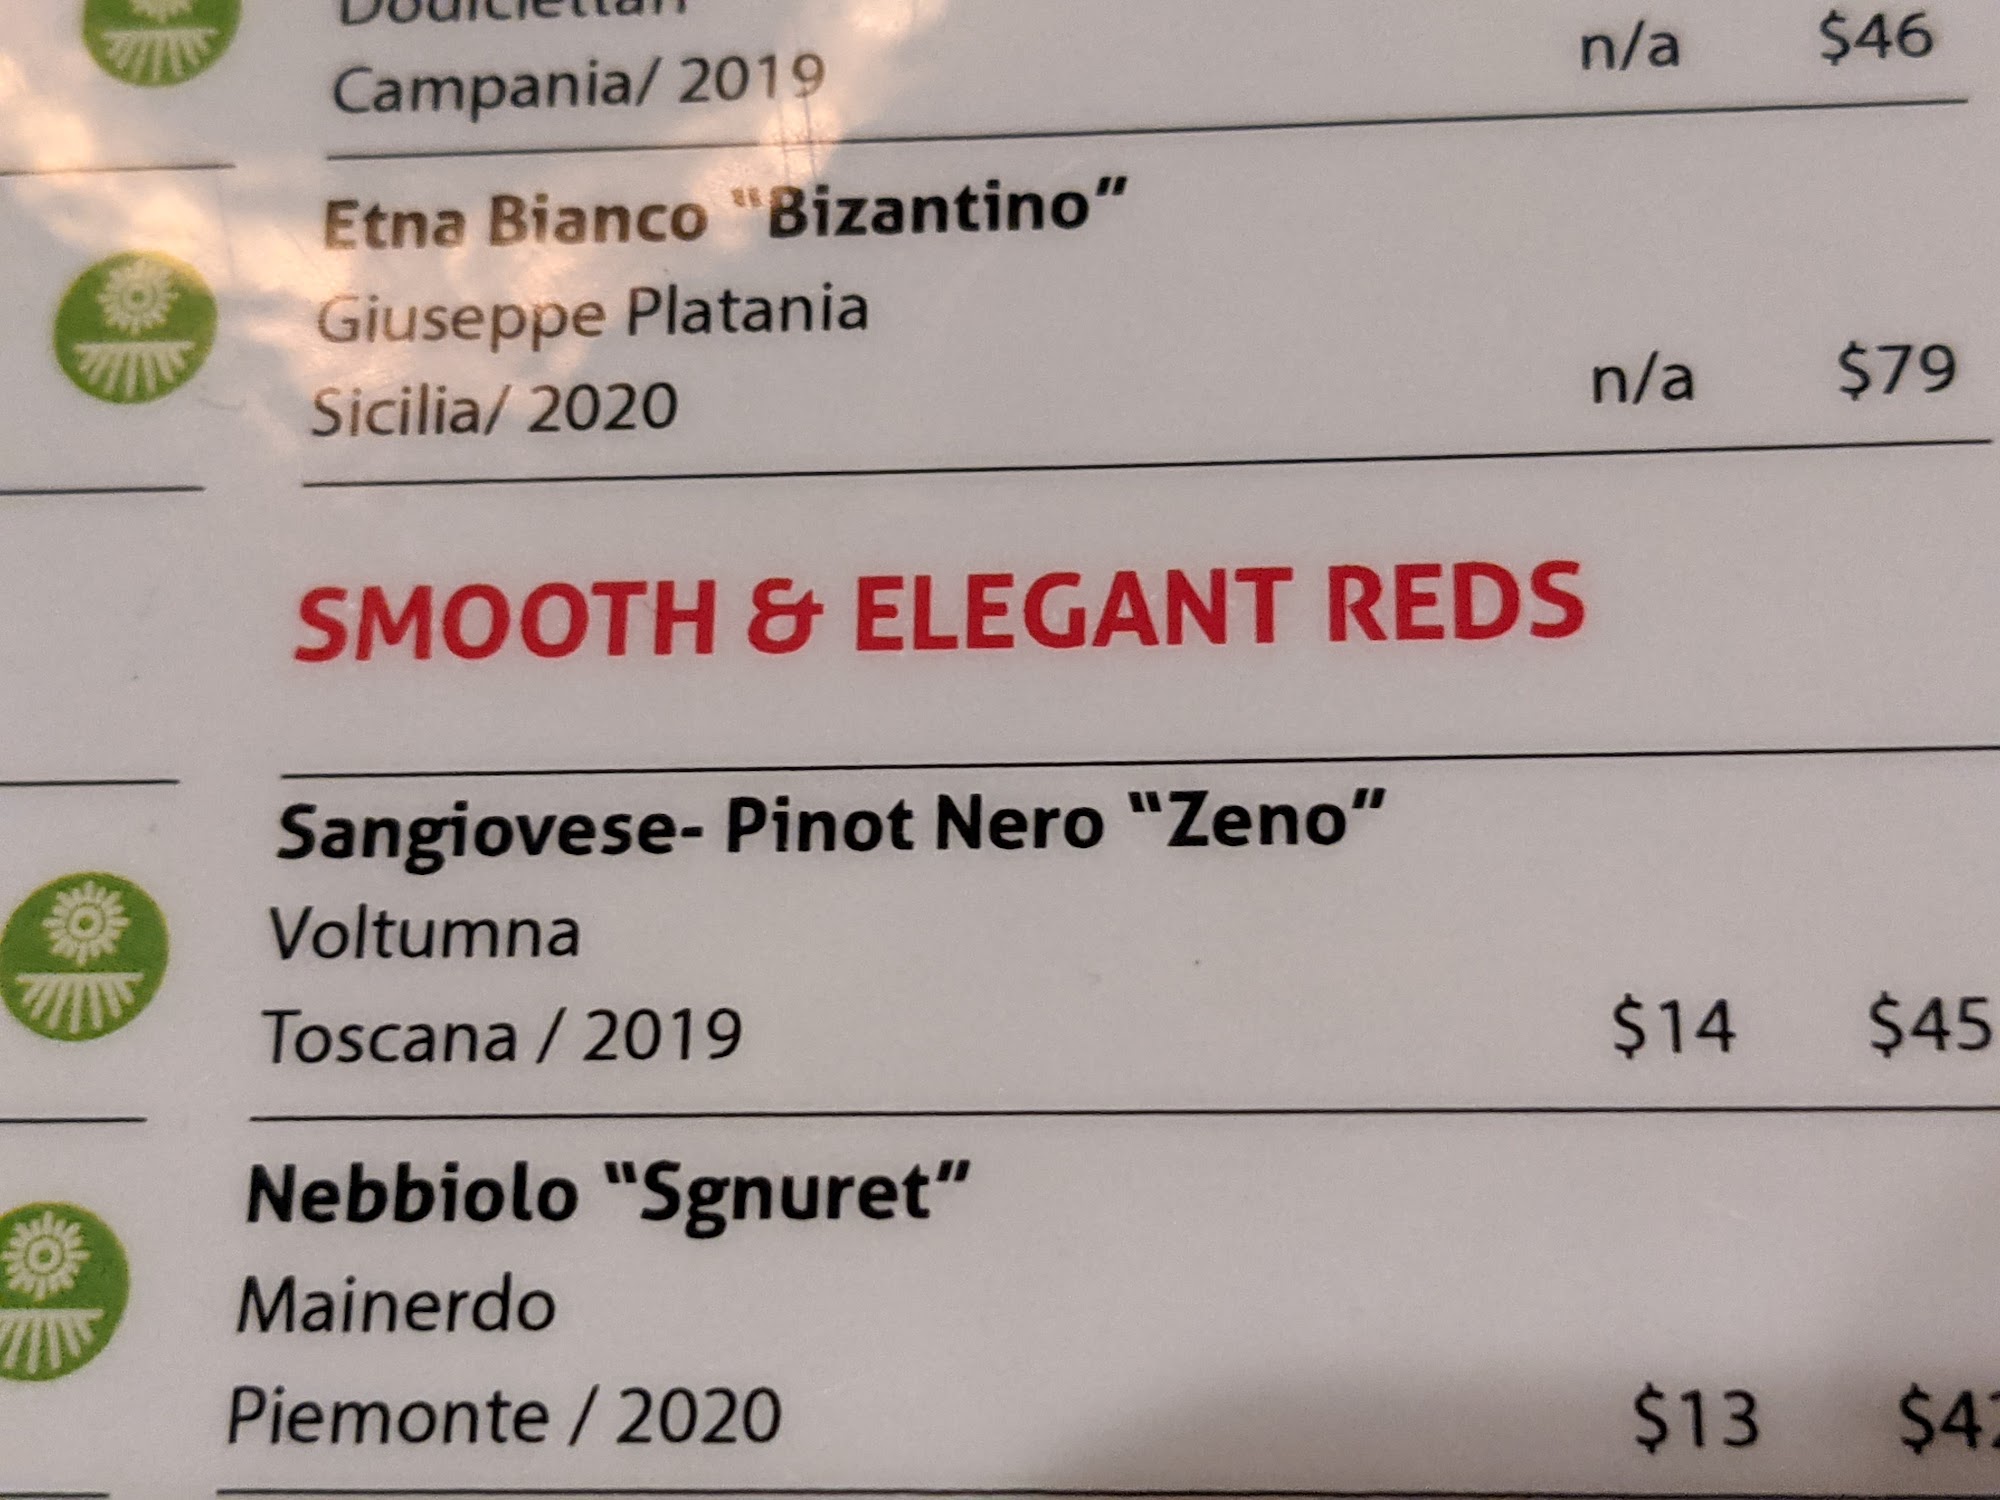 Campania/ 2019 n/a $46
Etna Bianco "Bizantino"
Giuseppe Platania
Sicilia/ 2020 n/a $79
SMOOTH & ELEGANT REDS
Sangiovese- Pinot Nero "Zeno"
Voltumna
Toscana / 2019 $14 $45
Nebbiolo "Sgnuret"
Mainerdo
Piemonte / 2020 $13